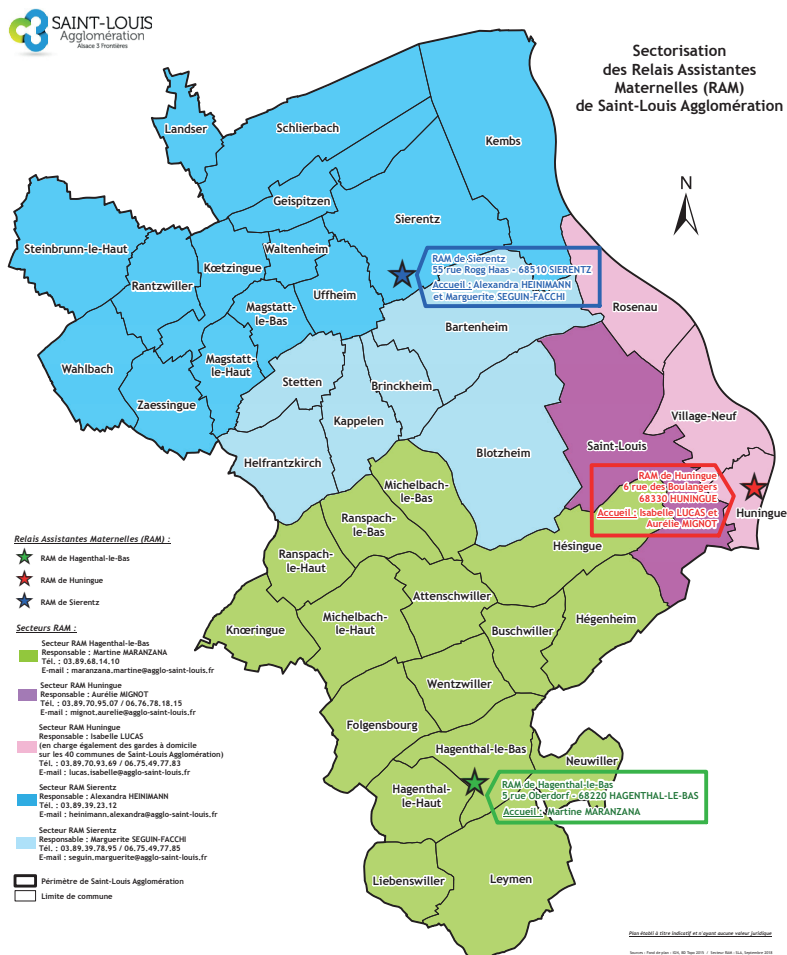 SAINT-LOUIS
Agglomération
Alsace 3 Frontières
Sectorisation
des Relais Assistantes
Maternelles (RAM)
de Saint-Louis Agglomération
N
Landser
Schlierbach
Kembs
Geispitzen
Sierentz
Steinbrunn-le-Haut
Waltenheim
Kœtzingue
Rantzwiller
Uffheim
RAM de Sierentz
55 rue Rogg Haas - 68510 SIERENTZ
Accueil : Alexandra HEINIMANN
et Marguerite SEGUIN-FACCHI
Magstatt-
le-Bas
Rosenau
Bartenheim
Wahlbach
Magstatt-
le-Haut
Stetten
Brinckheim
Zaessingue
Kappelen
Village-Neuf
Saint-Louis
Blotzheim
Helfrantzkirch
Michelbach-
le-Bas
RAM de Huningue
6 rue des Boulangers
68330 HUNINGUE
Accueil : Isabelle LUCAS et
Aurélie MIGNOT
Huningue
Ranspach-
le-Bas
Hésingue
Ranspach-
le-Haut
Attenschwiller
Michelbach-
le-Haut
Hégenheim
Knœringue
Buschwiller
Wentzwiller
Folgensbourg
Hagenthal-le-Bas
Neuwiller
Hagenthal-
le-Haut
RAM de Hagenthal-le-Bas
5 rue Oberdorf - 68220 HAGENTHAL-LE-BAS
Accueil : Martine MARANZANA
Liebenswiller
Leymen
Relais Assistantes Maternelles (RAM) :
RAM de Hagenthal-le-Bas
RAM de Huningue
RAM de Sierentz
Secteurs RAM :
Secteur RAM Hagenthal-le-Bas
Responsable : Martine MARANZANA
Tél. : 03.89.68.14.10
E-mail : maranzana.martine@agglo-saint-louis.fr
Secteur RAM Huningue
Responsable : Aurélie MIGNOT
Tél. : 03.89.70.95.07 / 06.76.78.18.15
E-mail : mignot.aurelie@agglo-saint-louis.fr
Secteur RAM Huningue
Responsable : Isabelle LUCAS
(en charge également des gardes à domicile
sur les 40 communes de Saint-Louis Agglomération)
Tél. : 03.89.70.93.69 / 06.75.49.77.83
E-mail : lucas.isabelle@agglo-saint-louis.fr
Secteur RAM Sierentz
Responsable : Alexandra HEINIMANN
Tél. : 03.89.39.23.12
E-mail : heinimann.alexandra@agglo-saint-louis.fr
Secteur RAM Sierentz
Responsable : Marguerite SEGUIN-FACCHI
Tél. : 03.89.39.78.95 / 06.75.49.77.85
E-mail : seguin.marguerite@agglo-saint-louis.fr
Périmètre de Saint-Louis Agglomération
Limite de commune
Plan établi à titre indicatif et n'ayant aucune valeur juridique
Sources : Fond de plan - IGN, BD Topo 2015 / Secteur RAM - SLA, Septembre 2018